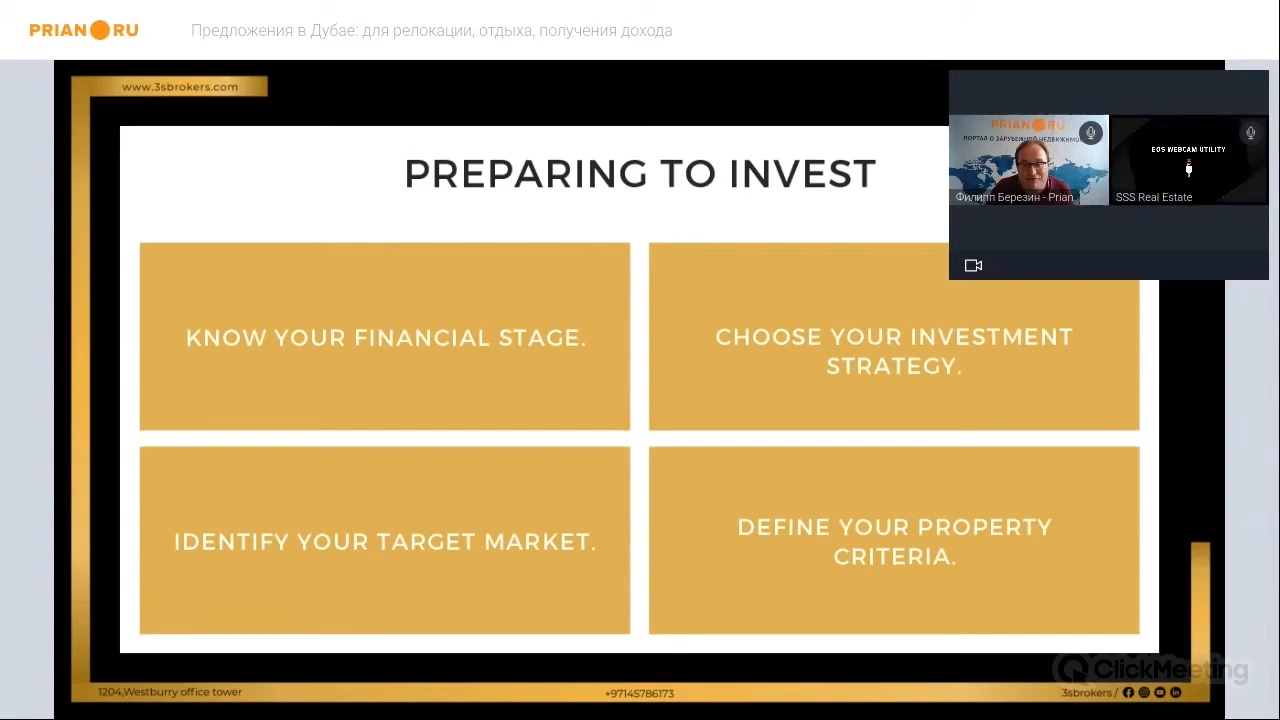 PRIAN RU
Предложения в Дубае: для релокации, отдыха, получения дохода
www.3sbrokers.com
PRIAN RU
ПОРТАЛ О ЗАРУБЕЖНОЙ НЕДВИЖИМО
Филипп Березин - Prian
EOS WEBCAM UTILITY
SSS Real Estate
PREPARING TO INVEST
KNOW YOUR FINANCIAL STAGE.
CHOOSE YOUR INVESTMENT
STRATEGY.
IDENTIFY YOUR TARGET MARKET.
DEFINE YOUR PROPERTY
CRITERIA.
ClickMeeting
1204,Westburry office tower
+97145786173
3sbrokers /